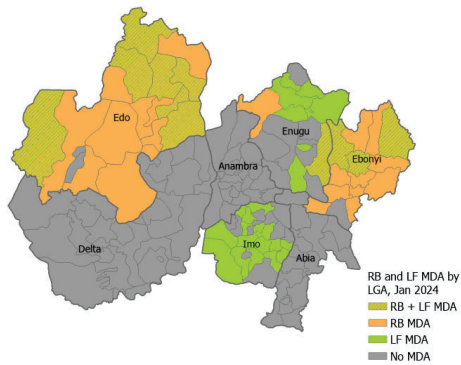 Edo
Enugu
Ebonyi
Anambra
Delta
Imo
Abia
RB and LF MDA by
LGA, Jan 2024
RB + LF MDA
RB MDA
LF MDA
No MDA